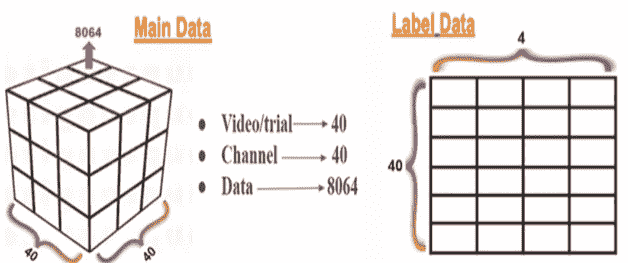 8064
Main Data
Label Data
4
Video/trial 40
Channel 40
Data 8064
40
40
40